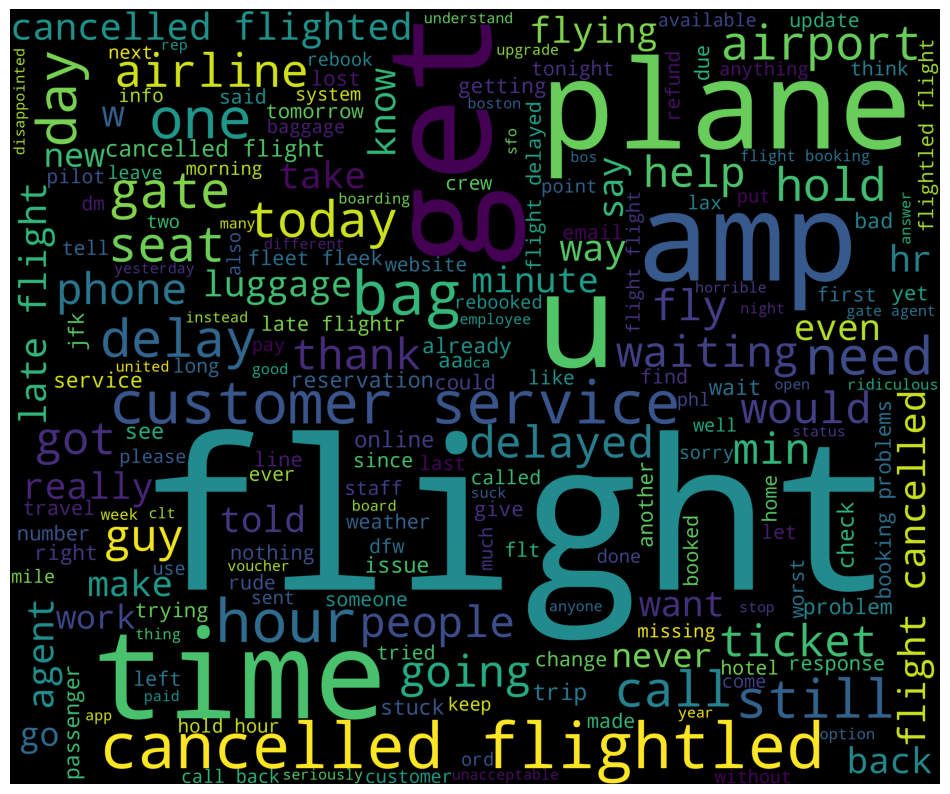 cancelled flighted
understand
flying
available
update
next
rep
rebook
get
upgrade
airport
disappointed
day
airline
lost
know
tonight
due
refund
anything
think
flightled flight
info
said
system
getting
w
one
tomorrow
baggage
boston
sfo
plane
new
cancelled flight
bos
flight booking
pilot
leave
morning
take
crew
flight delayed
point
say
help
hold
gate
dm
many
boarding
lax
put
bad
answer
two
today
email
amp
tell
seat
also
different
way
flight flight
hr
late flight
yesterday
fleet fleek
website
horrible
phone
luggage
bag
minute
u
fly
first
yet
rebooked
night
gate agent
jfk
instead
late flightr
employee
even
delay
pay
thank
already
waiting
need
united
long
good
aadca
find
service
reservation
could
like
wait
open
ridiculous
customer service
phl
would
got
see
online
delayed
well
status
please
line
since
sorry
min
flight
ever
last
called
another
home
booking problems
flight cancelled
really
staff
suck
travel
week
clt
told
board
weather
much
give
let
check
number
guy
nothing
dfw
flt
done
booked
right
voucher
issue
mile
make
use
rude
sent
someone
anyone
want
stop
worst
problem
work
trying
hour
people
go agent
thing
missing
ticket
time
tried
never
going
change
hotel
response
passenger
left
trip
call
come
still
paid
stuck
keep
app
hold hour
made
year
cancelled flightled
ord
option
back
call back
seriously
customer
unacceptable
without